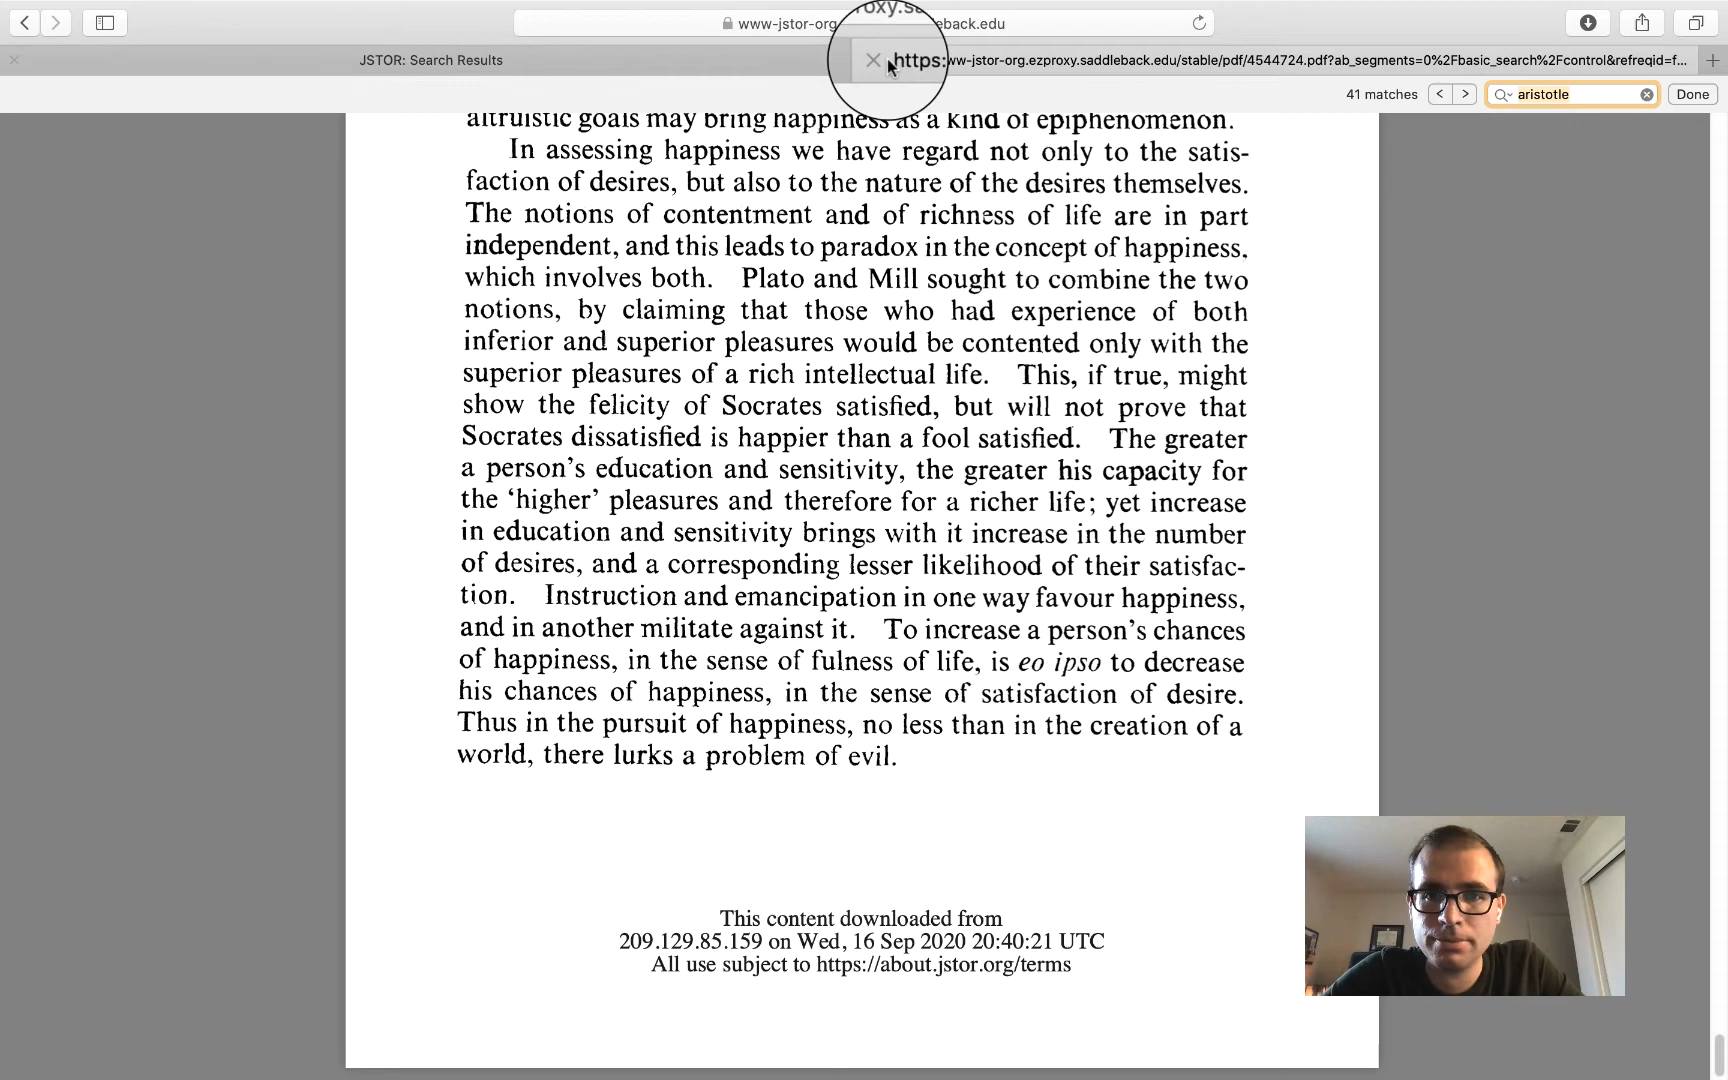 www-jstor-org
leback.edu
roxy.sa
JSTOR: Search Results
https:
ww-jstor-org.ezproxy.saddleback.edu/stable/pdf/4544724.pdf?ab_segments=0%2Fbasic_search%2Fcontrol&refreqid=f...
41 matches
aristotle
Done
altruistic goals may bring happiness as a kind of epiphenomenon.
In assessing happiness we have regard not only to the satis-
faction of desires, but also to the nature of the desires themselves.
The notions of contentment and of richness of life are in part
independent, and this leads to paradox in the concept of happiness,
which involves both. Plato and Mill sought to combine the two
notions, by claiming that those who had experience of both
inferior and superior pleasures would be contented only with the
superior pleasures of a rich intellectual life. This, if true, might
show the felicity of Socrates satisfied, but will not prove that
Socrates dissatisfied is happier than a fool satisfied. The greater
a person's education and sensitivity, the greater his capacity for
the 'higher' pleasures and therefore for a richer life; yet increase
in education and sensitivity brings with it increase in the number
of desires, and a corresponding lesser likelihood of their satisfac-
tion. Instruction and emancipation in one way favour happiness,
and in another militate against it. To increase a person's chances
of happiness, in the sense of fulness of life, is eo ipso to decrease
his chances of happiness, in the sense of satisfaction of desire.
Thus in the pursuit of happiness, no less than in the creation of a
world, there lurks a problem of evil.
This content downloaded from
209.129.85.159 on Wed, 16 Sep 2020 20:40:21 UTC
All use subject to https://about.jstor.org/terms